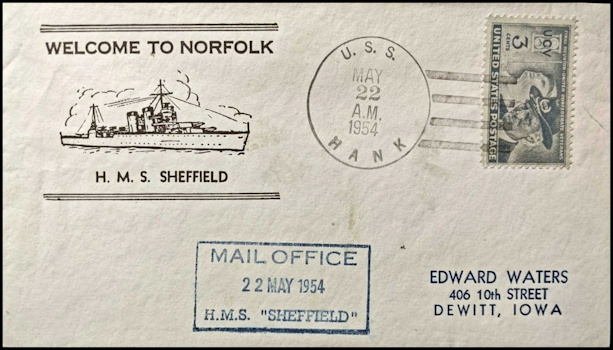 WELCOME TO NORFOLK
H. M. S. SHEFFIELD
U. S. S.
MAY
22
A.M.
1954
HANK
UCV
3
CENTS
UNITED STATES POSTAGE
MAIL OFFICE
22 MAY 1954
H.M.S. "SHEFFIELD"
EDWARD WATERS
406 10th STREET
DEWITT, IOWA